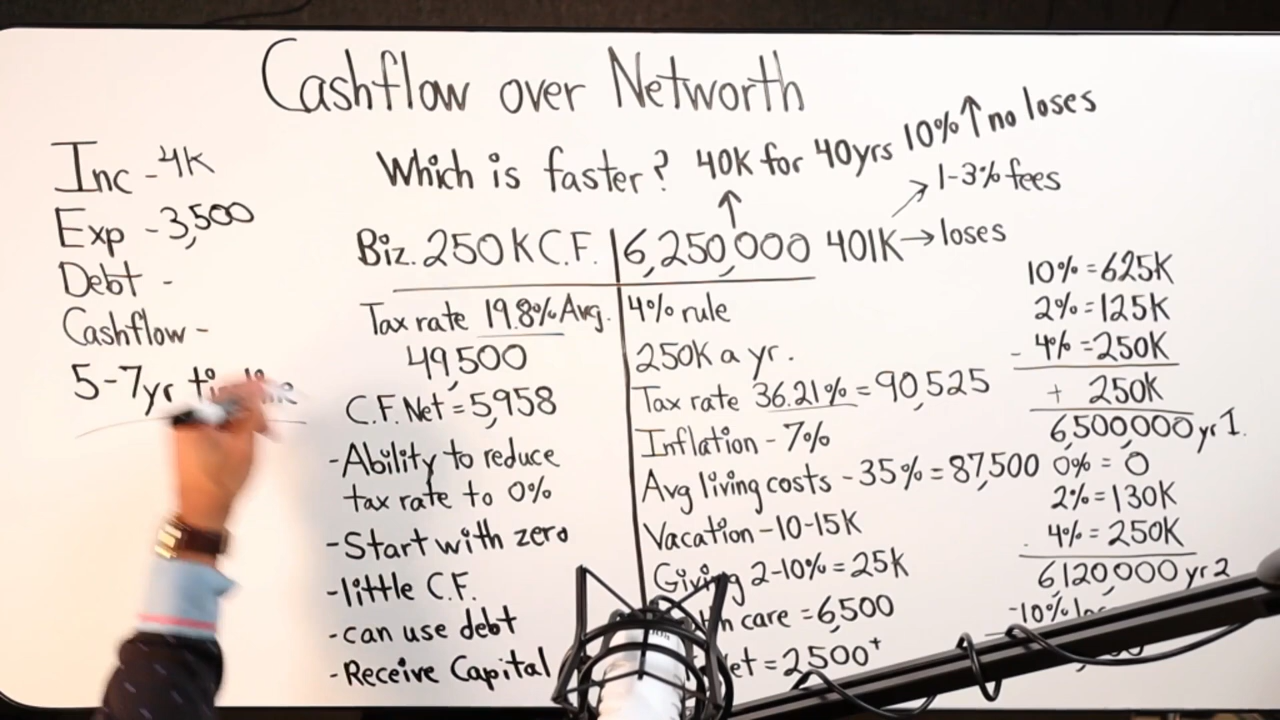 Cashflow over Networth
Inc - 4K
Exp - 3,500
Debt -
Cashflow -
5-7yr
Which is faster? 40K for 40yrs 10%↑ no loses
↑
→ 1-3% fees
Biz. 250K C.F. | 6,250,000 401K → loses
Tax rate 19.8% Avg.
49,500
C.F. Net = 5,958
- Ability to reduce
tax rate to 0%
- Start with zero
- little C.F.
- can use debt
- Receive Capital
4% rule
250K a yr.
Tax rate 36.21% = 90,525
Inflation - 7%
Avg living costs - 35% = 87,500
Vacation - 10-15K
Giving 2-10% = 25K
care = 6,500
= 2500+
10% = 625K
2% = 125K
- 4% = 250K
+ 250K
6,500,000 yr 1.
0% = 0
2% = 130K
- 4% = 250K
6,120,000 yr 2
-10%